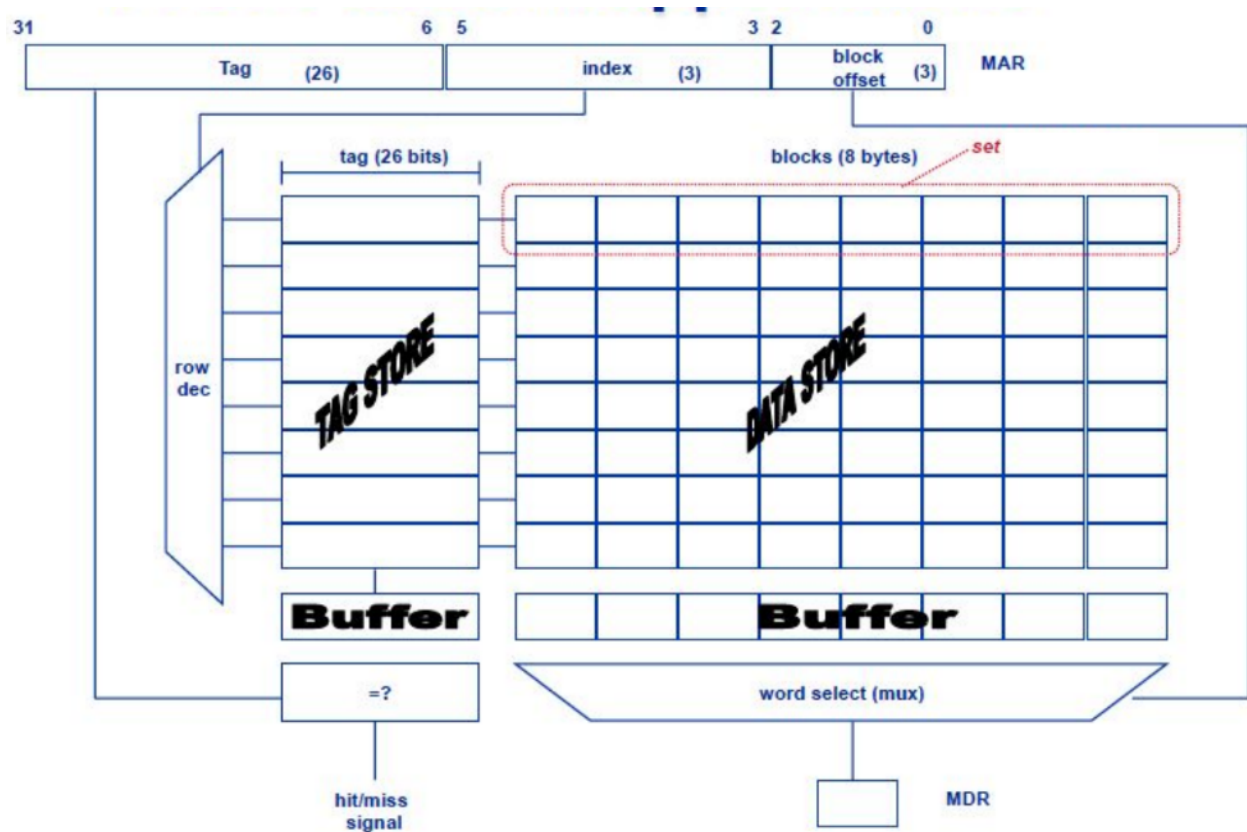 31 6 5 3 2 0
Tag (26) index (3) block offset (3) MAR
tag (26 bits) blocks (8 bytes) set
row
dec
TAG STORE DATA STORE
Buffer Buffer
=? word select (mux)
hit/miss
signal
MDR